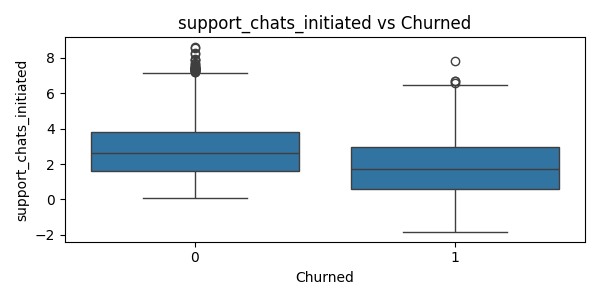 support_chats_initiated vs Churned
support_chats_initiated
8
6
4
2
0
−2
0
1
Churned